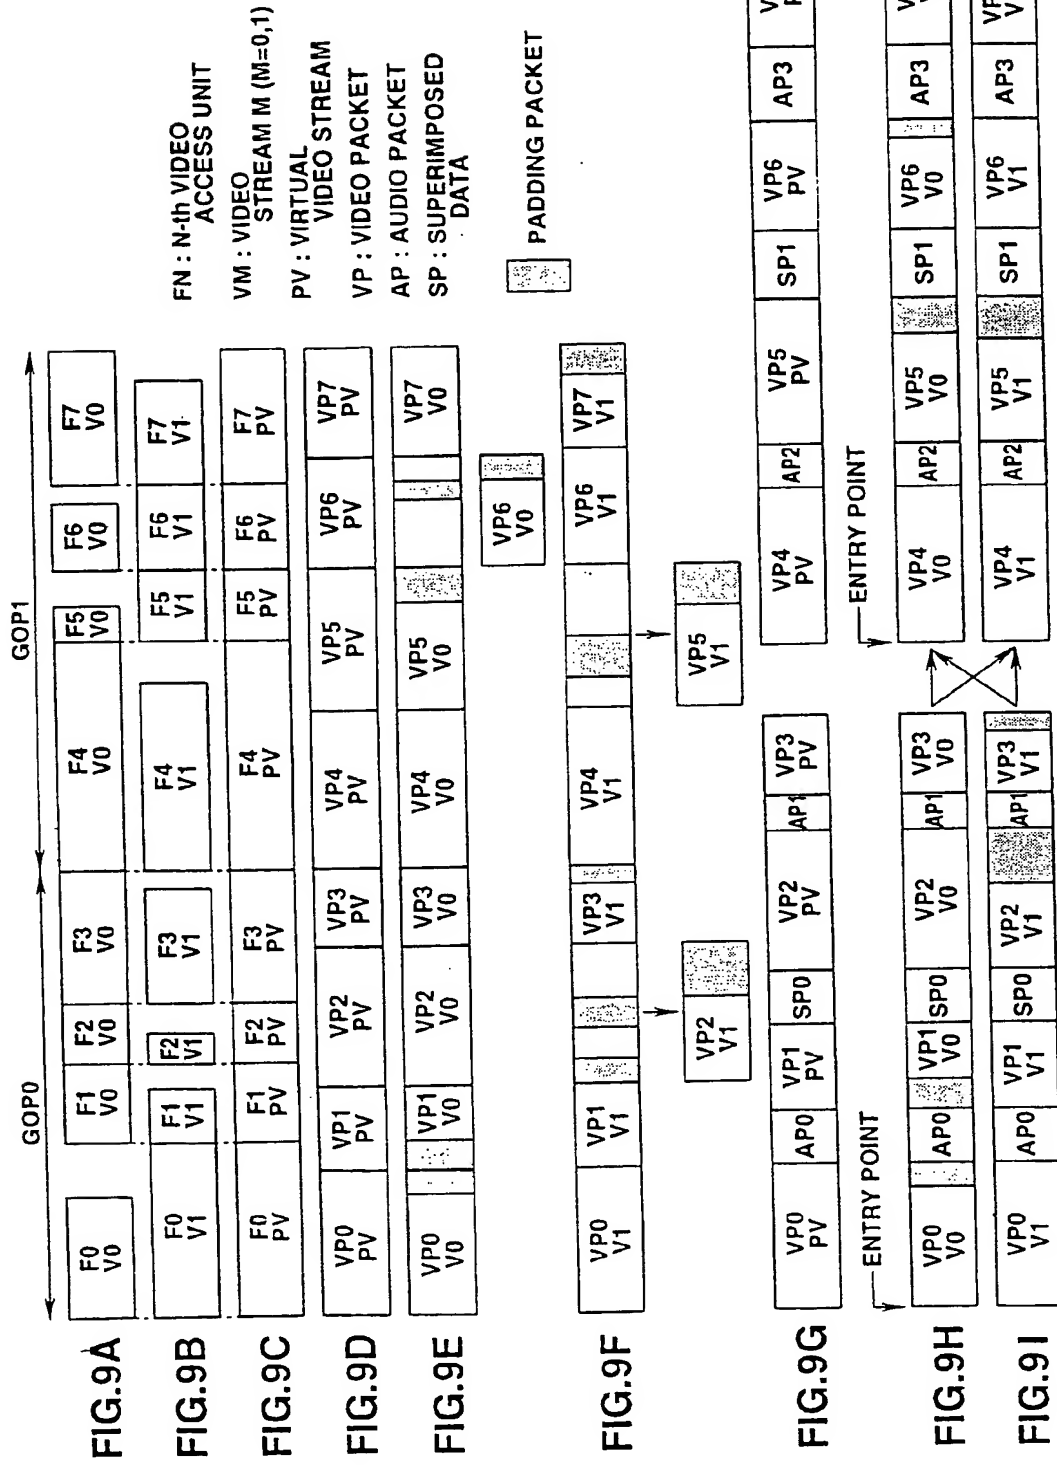 GOP0
GOP1
FIG.9A
F0 V0
F1 V0
F2 V0
F3 V0
F4 V0
F5 V0
F6 V0
F7 V0
FIG.9B
F0 V1
F1 V1
F2 V1
F3 V1
F4 V1
F5 V1
F6 V1
F7 V1
FIG.9C
F0 PV
F1 PV
F2 PV
F3 PV
F4 PV
F5 PV
F6 PV
F7 PV
FIG.9D
VP0 PV
VP1 PV
VP2 PV
VP3 PV
VP4 PV
VP5 PV
VP6 PV
VP7 PV
FIG.9E
VP0 V0
VP1 V0
VP2 V0
VP3 V0
VP4 V0
VP5 V0
VP7 V0
VP6 V0
FN : N-th VIDEO
ACCESS UNIT
VM : VIDEO
STREAM M (M=0,1)
PV : VIRTUAL
VIDEO STREAM
VP : VIDEO PACKET
AP : AUDIO PACKET
SP : SUPERIMPOSED
DATA
PADDING PACKET
FIG.9F
VP0 V1
VP1 V1
VP3 V1
VP4 V1
VP6 V1
VP7 V1
VP2 V1
VP5 V1
FIG.9G
VP0 PV
AP0
VP1 PV
SP0
VP2 PV
AP1
VP3 PV
VP4 PV
AP2
VP5 PV
SP1
VP6 PV
AP3
ENTRY POINT
ENTRY POINT
FIG.9H
VP0 V0
AP0
VP1 V0
SP0
VP2 V0
AP1
VP3 V0
VP4 V0
AP2
VP5 V0
SP1
VP6 V0
AP3
FIG.9I
VP0 V1
AP0
VP1 V1
SP0
VP2 V1
AP1
VP3 V1
VP4 V1
AP2
VP5 V1
SP1
VP6 V1
AP3